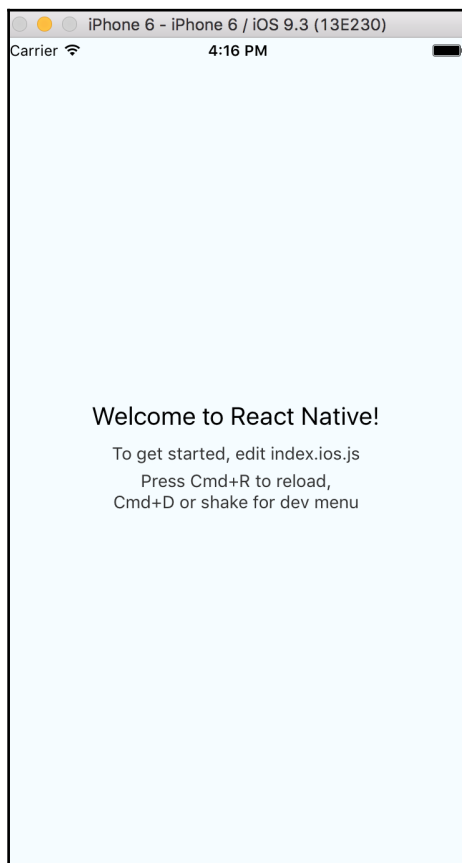 iPhone 6 - iPhone 6 / iOS 9.3 (13E230)
Carrier 4:16 PM
Welcome to React Native!
To get started, edit index.ios.js
Press Cmd+R to reload,
Cmd+D or shake for dev menu